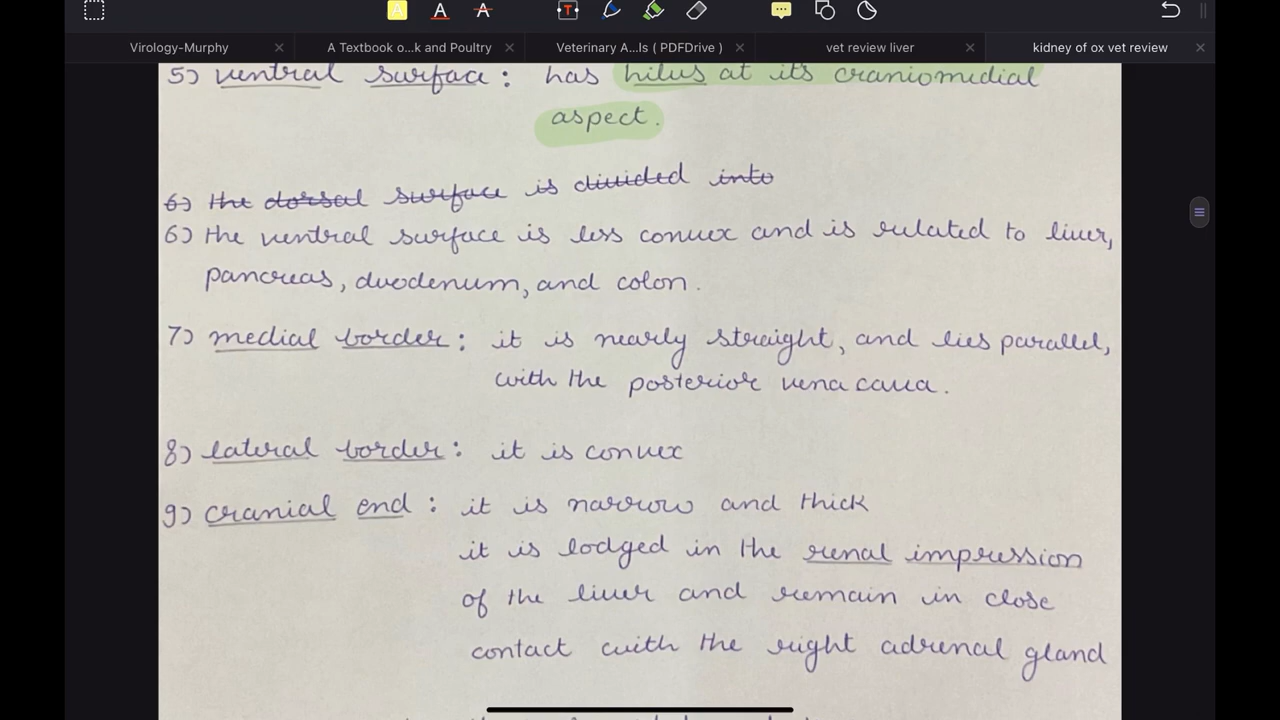 T
Virology-Murphy
A Textbook o...k and Poultry
Veterinary A...ls ( PDFDrive )
vet review liver
kidney of ox vet review
5) ventral surface : has hilus at its craniomedial
aspect.
6) the dorsal surface is divided into
6) the ventral surface is less convex and is related to liver,
pancreas, duodenum, and colon.
7) medial border : it is nearly straight, and lies parallel,
with the posterior vena cava.
8) lateral border : it is convex
9) cranial end : it is narrow and thick
it is lodged in the renal impression
of the liver and remain in close
contact with the right adrenal gland